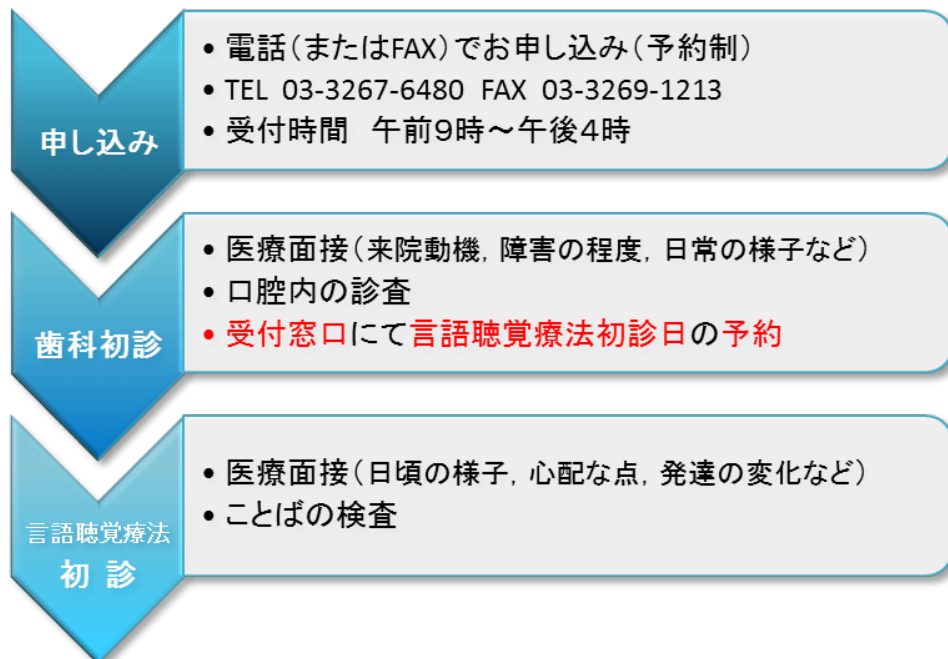 申し込み
• 電話（またはFAX）でお申し込み（予約制）
• TEL 03-3267-6480 FAX 03-3269-1213
• 受付時間　午前９時～午後４時
歯科初診
• 医療面接（来院動機, 障害の程度, 日常の様子など）
• 口腔内の診査
• 受付窓口にて言語聴覚療法初診日の予約
言語聴覚療法
初 診
• 医療面接（日頃の様子, 心配な点, 発達の変化など）
• ことばの検査